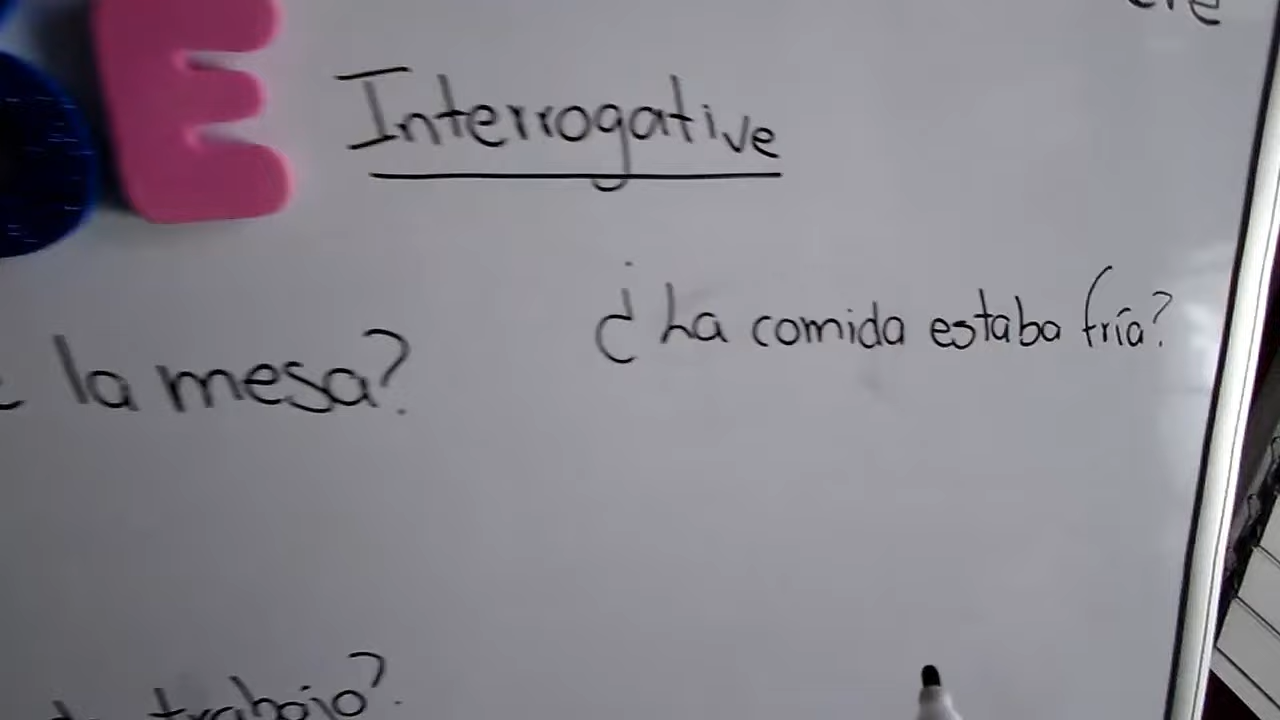 E
Interrogative
¿La comida estaba fría?
la mesa?
trabajo?